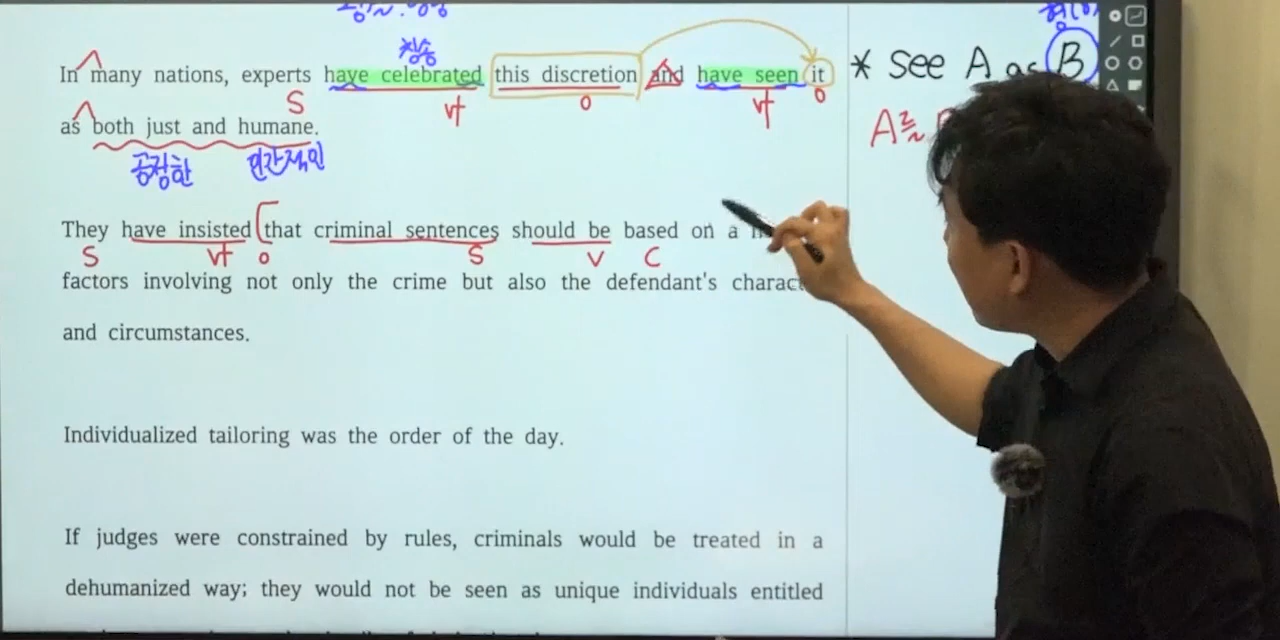 칭송
In many nations, experts have celebrated this discretion and have seen it
* see A as B
S vt O vt O
as both just and humane.
A
공정한 인간적인
They have insisted that criminal sentences should be based on a
S vt O S V C
factors involving not only the crime but also the defendant's
and circumstances.
Individualized tailoring was the order of the day.
If judges were constrained by rules, criminals would be treated in a
dehumanized way; they would not be seen as unique individuals entitled